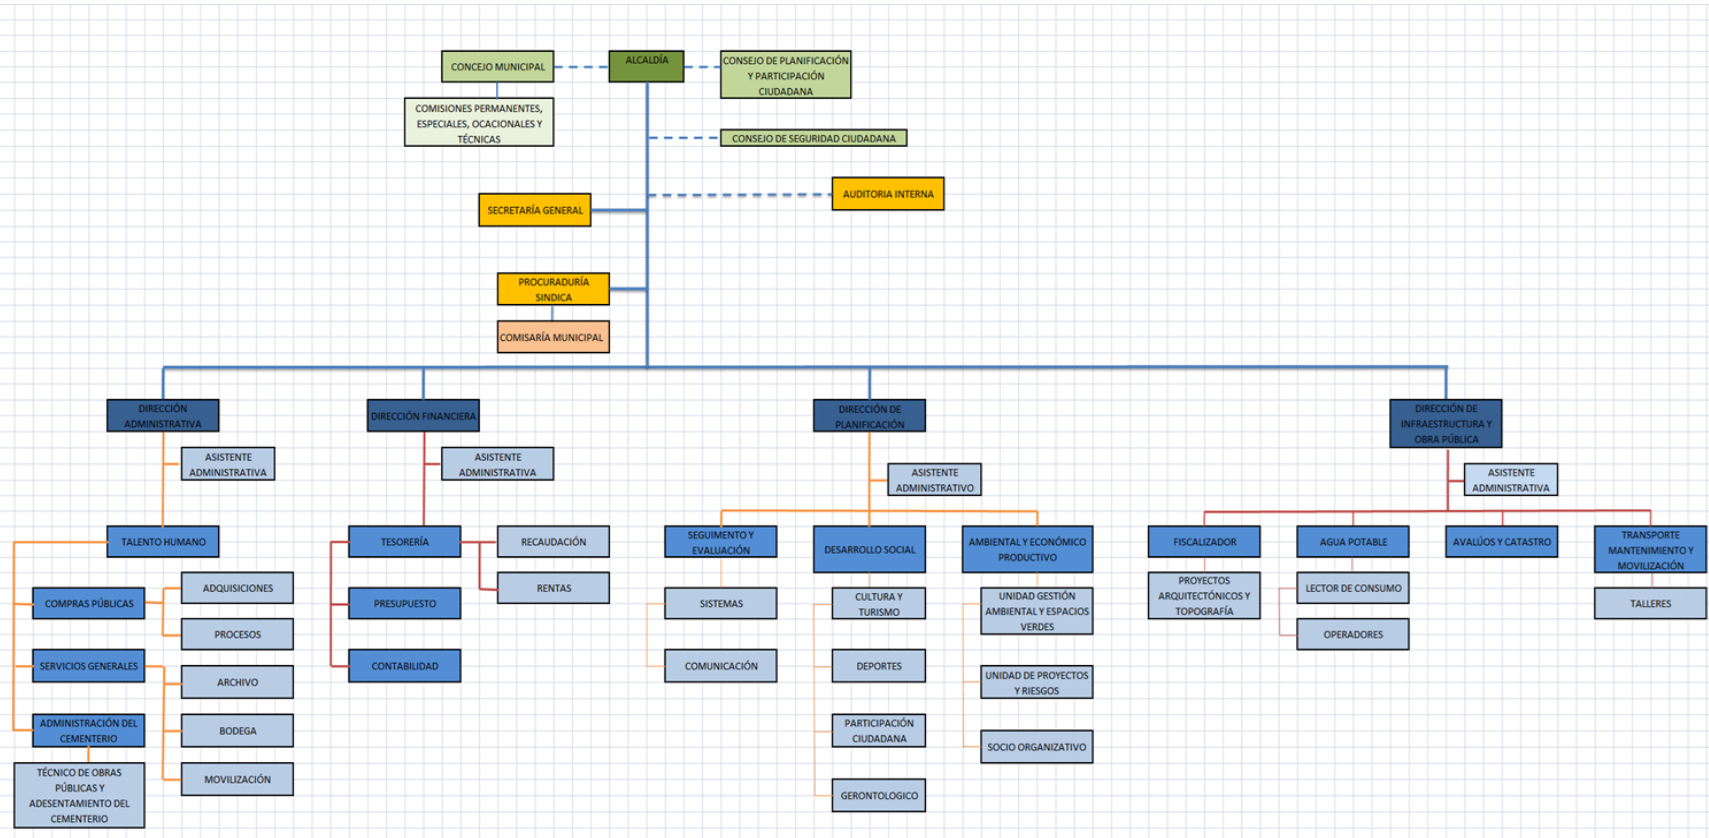 CONCEJO MUNICIPAL
ALCALDÍA
CONSEJO DE PLANIFICACIÓN
Y PARTICIPACIÓN
CIUDADANA
COMISIONES PERMANENTES,
ESPECIALES, OCACIONALES Y
TÉCNICAS
CONSEJO DE SEGURIDAD CIUDADANA
AUDITORIA INTERNA
SECRETARÍA GENERAL
PROCURADURÍA
SINDICA
COMISARÍA MUNICIPAL
DIRECCIÓN
ADMINISTRATIVA
ASISTENTE
ADMINISTRATIVA
TALENTO HUMANO
COMPRAS PÚBLICAS
ADQUISICIONES
PROCESOS
SERVICIOS GENERALES
ARCHIVO
BODEGA
MOVILIZACIÓN
ADMINISTRACIÓN DEL
CEMENTERIO
TÉCNICO DE OBRAS
PÚBLICAS Y
ADESENTAMIENTO DEL
CEMENTERIO
DIRECCIÓN FINANCIERA
ASISTENTE
ADMINISTRATIVA
TESORERÍA
RECAUDACIÓN
RENTAS
PRESUPUESTO
CONTABILIDAD
DIRECCIÓN DE
PLANIFICACIÓN
ASISTENTE
ADMINISTRATIVO
SEGUIMENTO Y
EVALUACIÓN
SISTEMAS
COMUNICACIÓN
DESARROLLO SOCIAL
CULTURA Y
TURISMO
DEPORTES
PARTICIPACIÓN
CIUDADANA
GERONTOLOGICO
AMBIENTAL Y ECONÓMICO
PRODUCTIVO
UNIDAD GESTIÓN
AMBIENTAL Y ESPACIOS
VERDES
UNIDAD DE PROYECTOS
Y RIESGOS
SOCIO ORGANIZATIVO
DIRECCIÓN DE
INFRAESTRUCTURA Y
OBRA PÚBLICA
ASISTENTE
ADMINISTRATIVA
FISCALIZADOR
PROYECTOS
ARQUITECTÓNICOS Y
TOPOGRAFÍA
AGUA POTABLE
LECTOR DE CONSUMO
OPERADORES
AVALÚOS Y CATASTRO
TRANSPORTE
MANTENIMIENTO Y
MOVILIZACIÓN
TALLERES